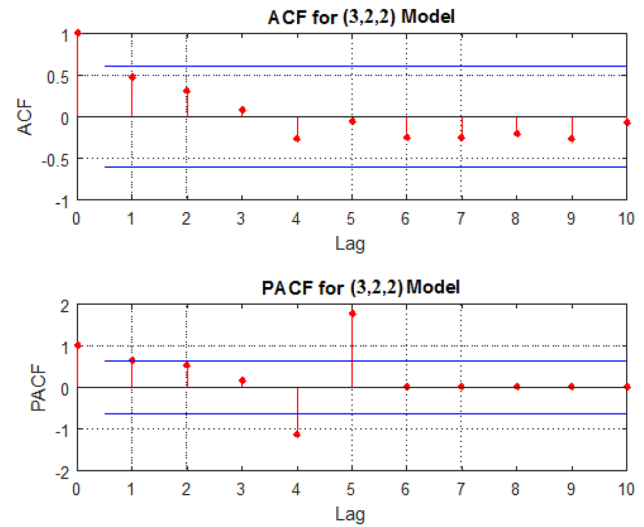 ACF for (3,2,2) Model
1
0.5
0
-0.5
-1
ACF
0 1 2 3 4 5 6 7 8 9 10
Lag
PACF for (3,2,2) Model
2
1
0
-1
-2
PACF
0 1 2 3 4 5 6 7 8 9 10
Lag